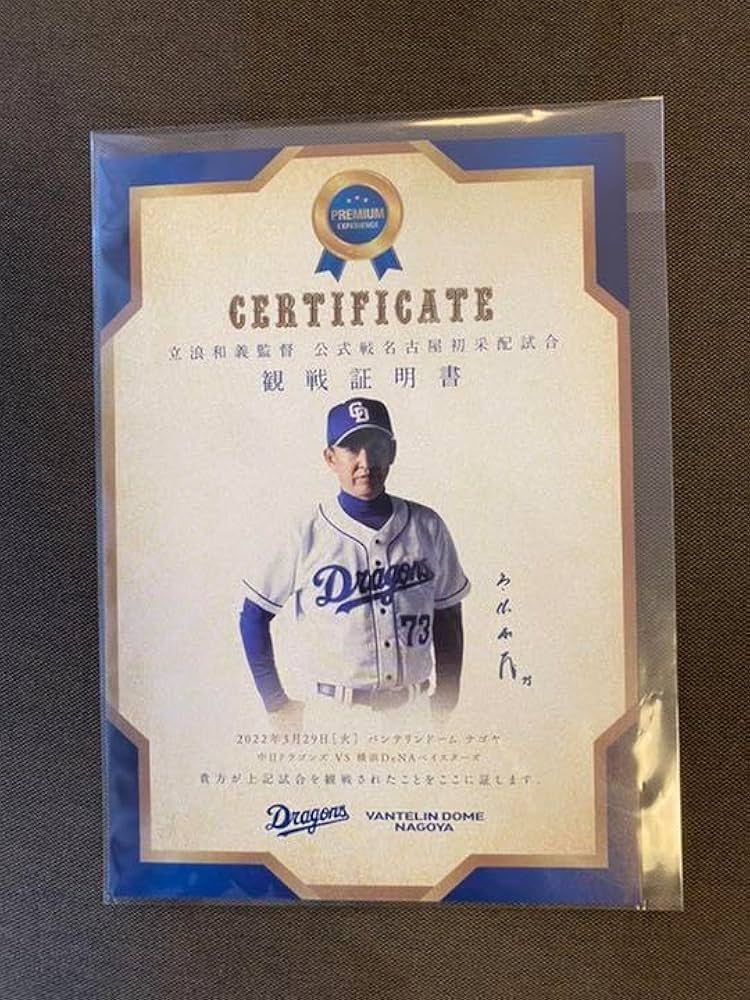 PREMIUM
EXPERIENCE
CERTIFICATE
立浪和義監督 公式戦名古屋初采配試合
観戦証明書
CD
Dragons
73
2022年3月29日[火] バンテリンドーム ナゴヤ
中日ドラゴンズ VS 横浜DeNAベイスターズ
貴方が上記試合を観戦されたことをここに証します。
Dragons
VANTELIN DOME
NAGOYA